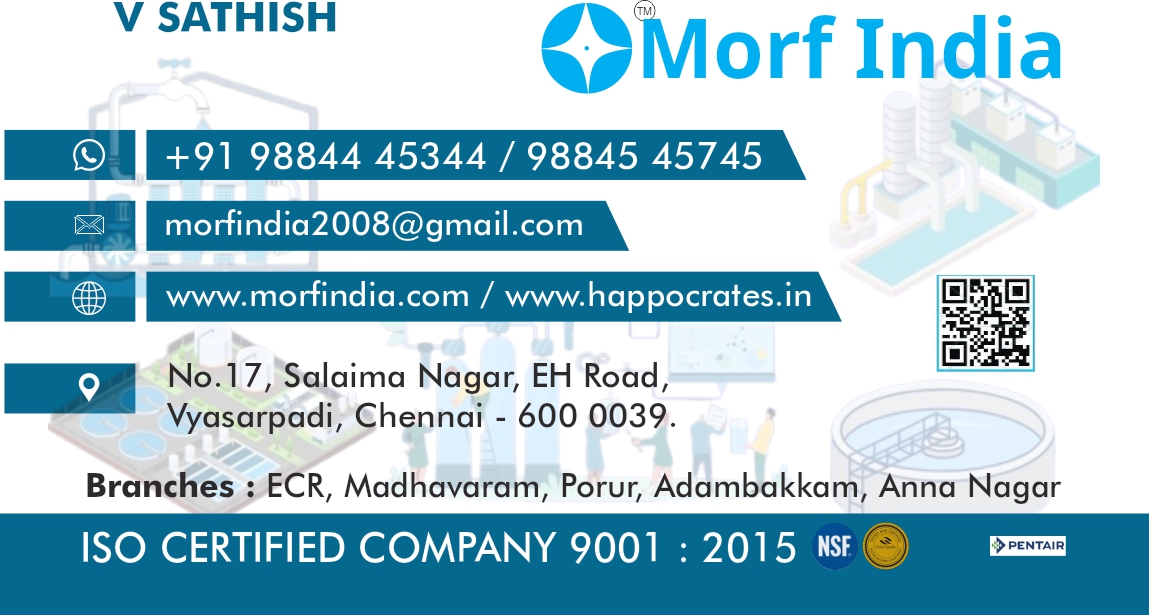 V SATHISH
TM
Morf India
+91 98844 45344 / 98845 45745
morfindia2008@gmail.com
www.morfindia.com / www.happocrates.in
No.17, Salaima Nagar, EH Road,
Vyasarpadi, Chennai - 600 0039.
Branches : ECR, Madhavaram, Porur, Adambakkam, Anna Nagar
ISO CERTIFIED COMPANY 9001 : 2015
NSF
PENTAIR